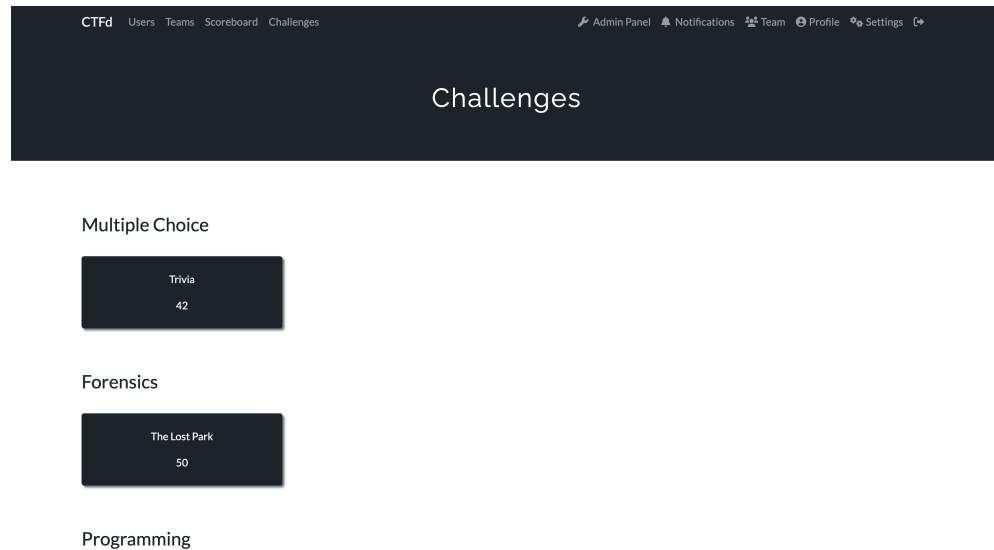 CTFd Users Teams Scoreboard Challenges Admin Panel Notifications Team Profile Settings
Challenges
Multiple Choice
Trivia
42
Forensics
The Lost Park
50
Programming